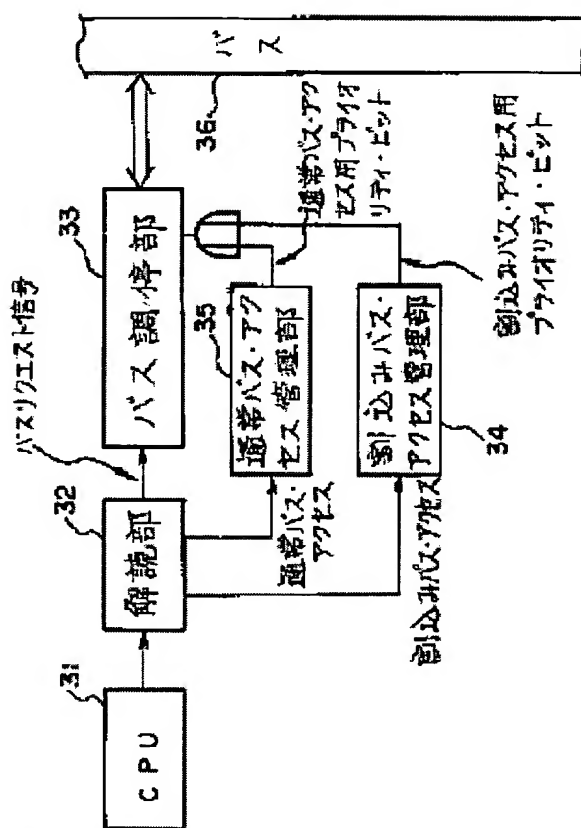 31
CPU
32
解読部
バスリクエスト信号
33
バス調停部
36
バス
35
通常バス・アク
セス管理部
通常バス・アク
セス用プライオ
リティ・ビット
通常バス・
アクセス
割込みバス・
アクセス管理部
34
割込みバス・アクセス
割込みバス・アクセス用
プライオリティ・ビット